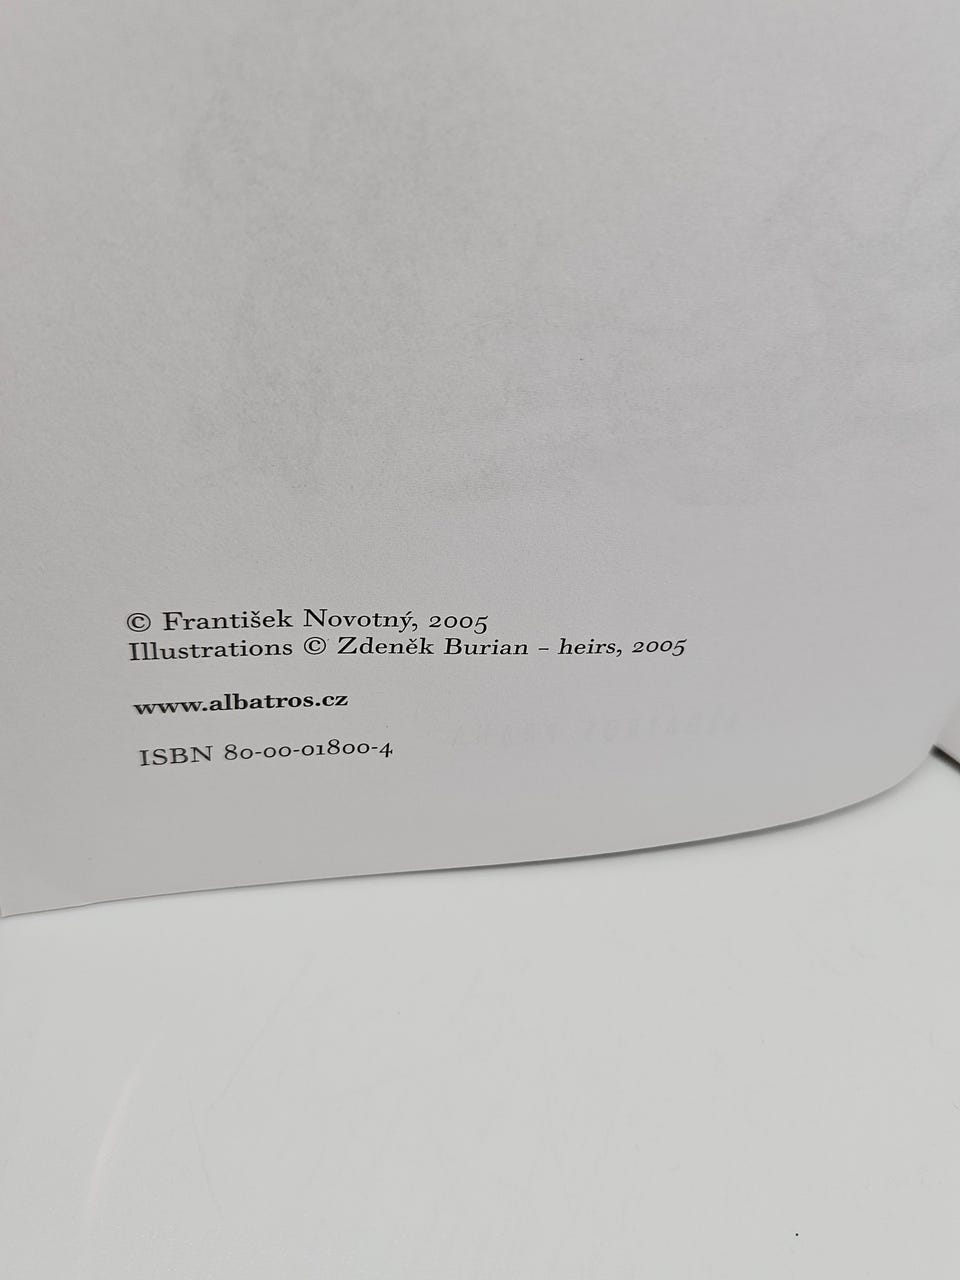 © František Novotný, 2005
Illustrations © Zdeněk Burian – heirs, 2005
www.albatros.cz
ISBN 80-00-01800-4